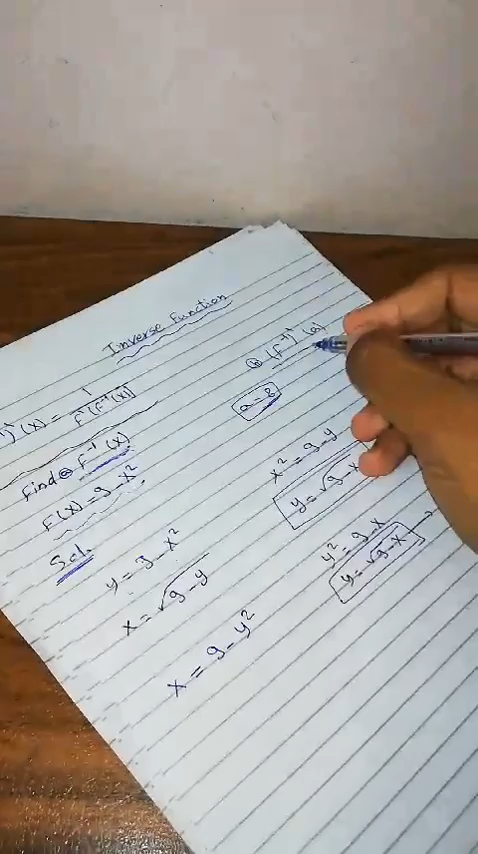 Inverse Function
)'(x) = 1 / F'[F⁻¹(x)]
Find ⓐ F⁻¹(x)
F(x) = 9 - x²
Sol.
y = 9 - x²
x = √9-y
x = 9 - y²
ⓑ (F⁻¹)' (a)
a = 8
x² = 9 - y
y = √9-x
y² = 9 - x
y = √9-x →